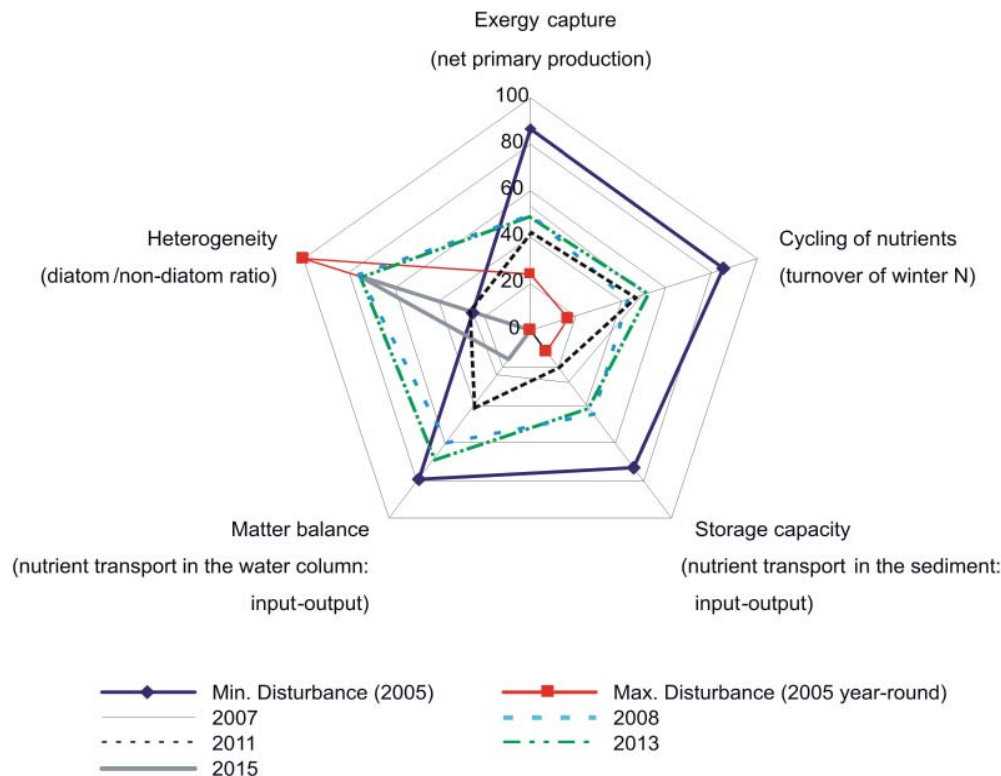 Exergy capture
(net primary production)
100
80
60
40
20
0
Heterogeneity
(diatom/non-diatom ratio)
Cycling of nutrients
(turnover of winter N)
Matter balance
(nutrient transport in the water column:
input-output)
Storage capacity
(nutrient transport in the sediment:
input-output)
Min. Disturbance (2005)
Max. Disturbance (2005 year-round)
2007
2008
2011
2013
2015